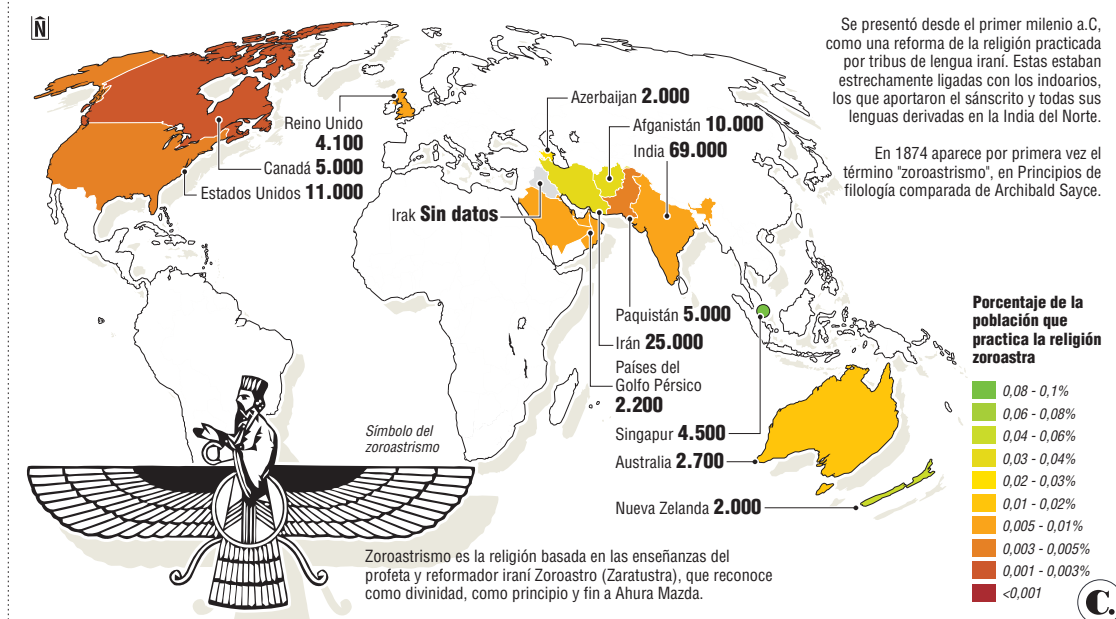 N
Se presentó desde el primer milenio a.C,
como una reforma de la religión practicada
por tribus de lengua iraní. Estas estaban
estrechamente ligadas con los indoarios,
los que aportaron el sánscrito y todas sus
lenguas derivadas en la India del Norte.
En 1874 aparece por primera vez el
término "zoroastrismo", en Principios de
filología comparada de Archibald Sayce.
Reino Unido
4.100
Canadá 5.000
Estados Unidos 11.000
Azerbaijan 2.000
Afganistán 10.000
India 69.000
Irak Sin datos
Paquistán 5.000
Irán 25.000
Países del
Golfo Pérsico
2.200
Singapur 4.500
Australia 2.700
Nueva Zelanda 2.000
Porcentaje de la
población que
practica la religión
zoroastra
0,08 - 0,1%
0,06 - 0,08%
0,04 - 0,06%
0,03 - 0,04%
0,02 - 0,03%
0,01 - 0,02%
0,005 - 0,01%
0,003 - 0,005%
0,001 - 0,003%
<0,001
Símbolo del
zoroastrismo
Zoroastrismo es la religión basada en las enseñanzas del
profeta y reformador iraní Zoroastro (Zaratustra), que reconoce
como divinidad, como principio y fin a Ahura Mazda.
C.